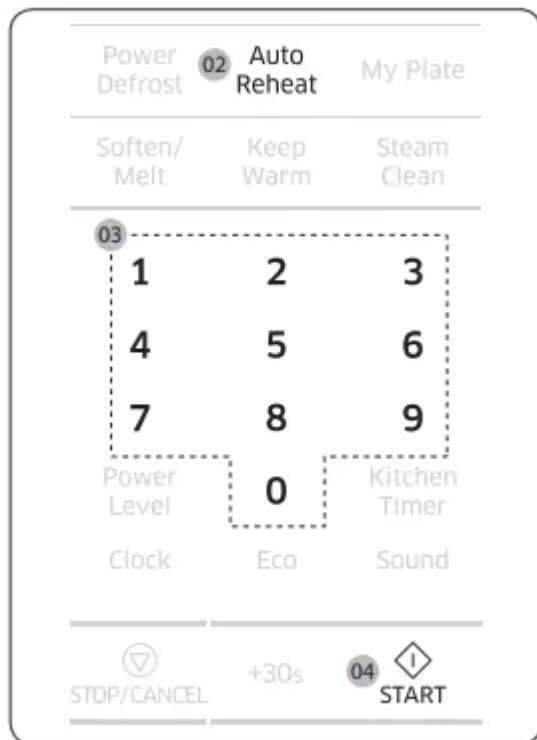 Power
Defrost
02
Auto
Reheat
My Plate
Soften/
Melt
Keep
Warm
Steam
Clean
03
1 2 3
4 5 6
7 8 9
Power
Level
0
Kitchen
Timer
Clock Eco Sound
STOP/CANCEL
+30s
04
START